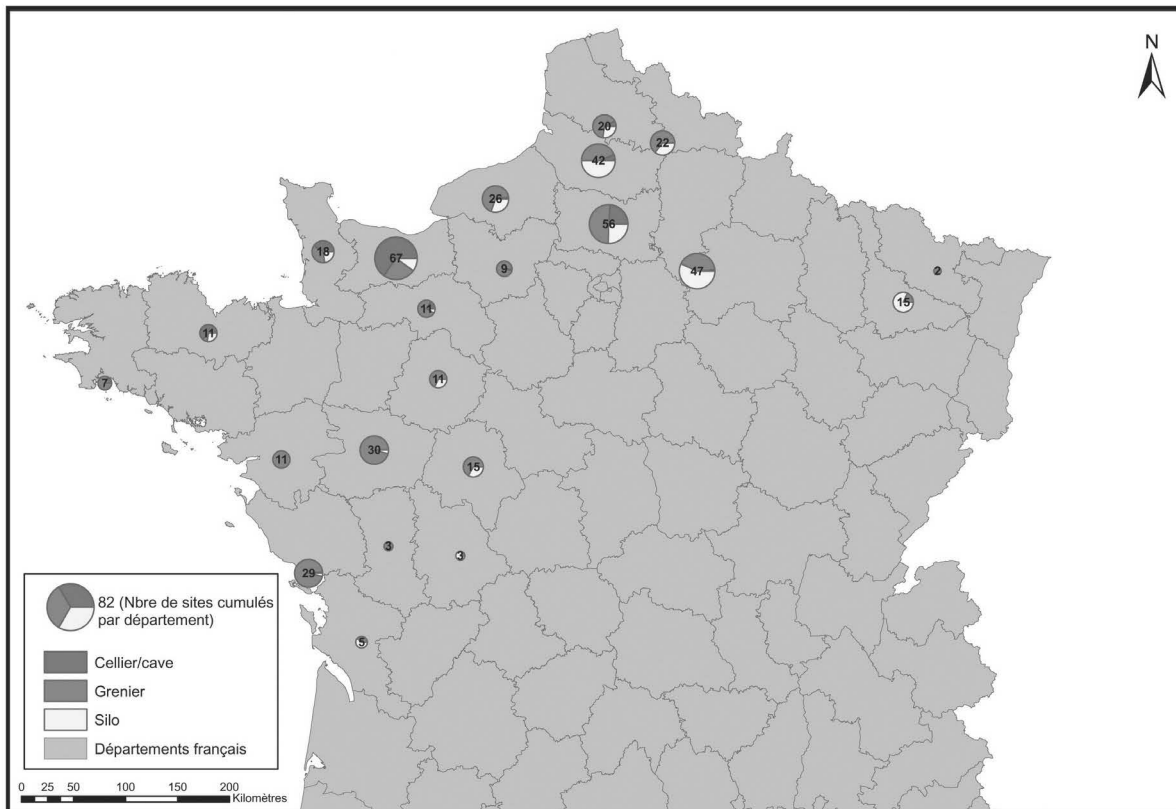 N
20
22
42
26
56
18
67
9
47
2
15
11
11
7
11
30
11
15
3
3
29
5
82 (Nbre de sites cumulés
par département)
Cellier/cave
Grenier
Silo
Départements français
0 25 50 100 150 200
Kilomètres